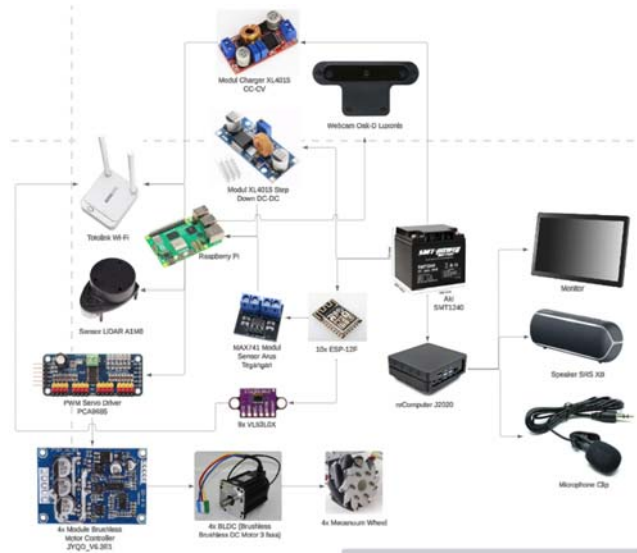 Modul Charger XL4015
CC-CV
Webcam Oak-D Luxonis
Modul XL4015 Step
Down DC-DC
Totolink Wi-Fi
Raspberry Pi
Aki
SMT1240
Monitor
Sensor LiDAR A1M8
MAX741 Modul
Sensor Arus
Tegangan
10x ESP-12F
reComputer J2020
Speaker SRS XB
PWM Servo Driver
PCA9685
8x VL53L0X
Microphone Clip
4x Module Brushless
Motor Controller
JYQD_V6.3E1
4x BLDC (Brushless
Brushless DC Motor 3 fasa)
4x Mecanum Wheel